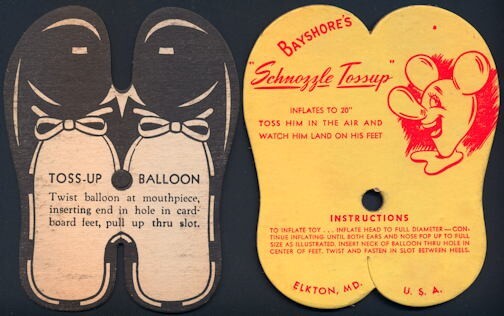 TOSS-UP BALLOON
Twist balloon at mouthpiece,
inserting end in hole in card-
board feet, pull up thru slot.
BAYSHORE'S
"Schnozzle Tossup"
INFLATES TO 20"
TOSS HIM IN THE AIR AND
WATCH HIM LAND ON HIS FEET
INSTRUCTIONS
TO INFLATE TOY . . . INFLATE HEAD TO FULL DIAMETER—CON-
TINUE INFLATING UNTIL BOTH EARS AND NOSE POP UP TO FULL
SIZE AS ILLUSTRATED. INSERT NECK OF BALLOON THRU HOLE IN
CENTER OF FEET. TWIST AND FASTEN IN SLOT BETWEEN HEELS.
ELKTON, MD. U. S. A.